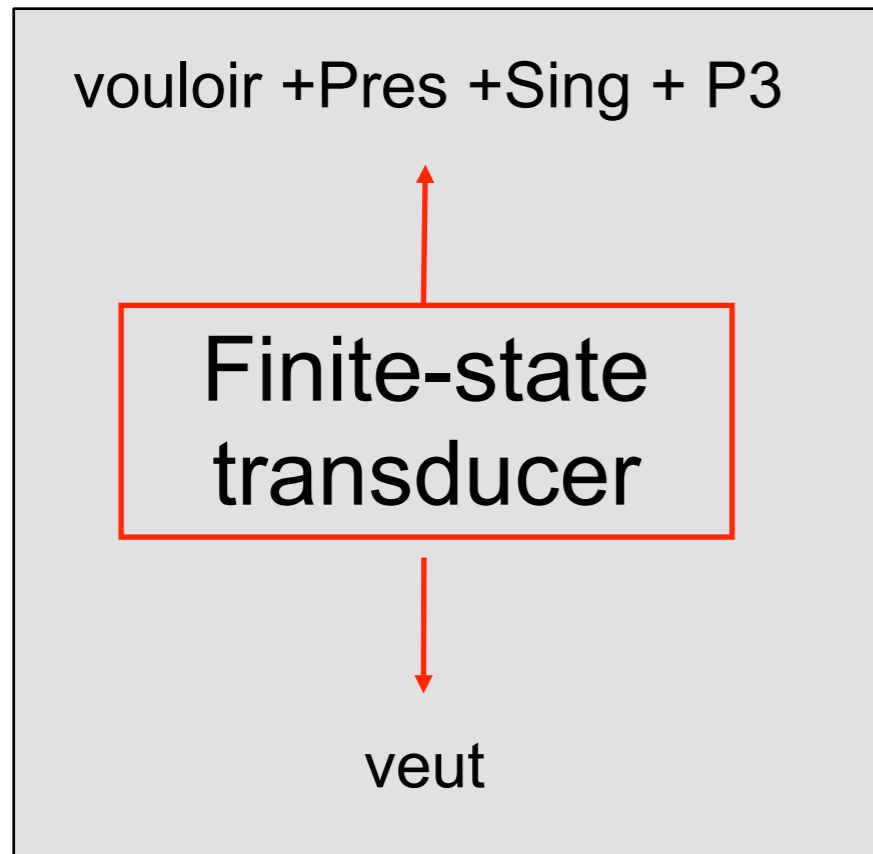 vouloir +Pres +Sing + P3
Finite-state
transducer
veut